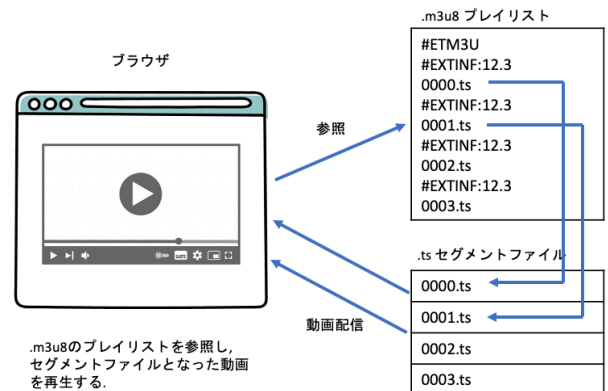 .m3u8 プレイリスト
#ETM3U
#EXTINF:12.3
0000.ts
#EXTINF:12.3
0001.ts
#EXTINF:12.3
0002.ts
#EXTINF:12.3
0003.ts
ブラウザ
参照
.ts セグメントファイル
0000.ts
0001.ts
0002.ts
0003.ts
動画配信
.m3u8のプレイリストを参照し,
セグメントファイルとなった動画
を再生する.